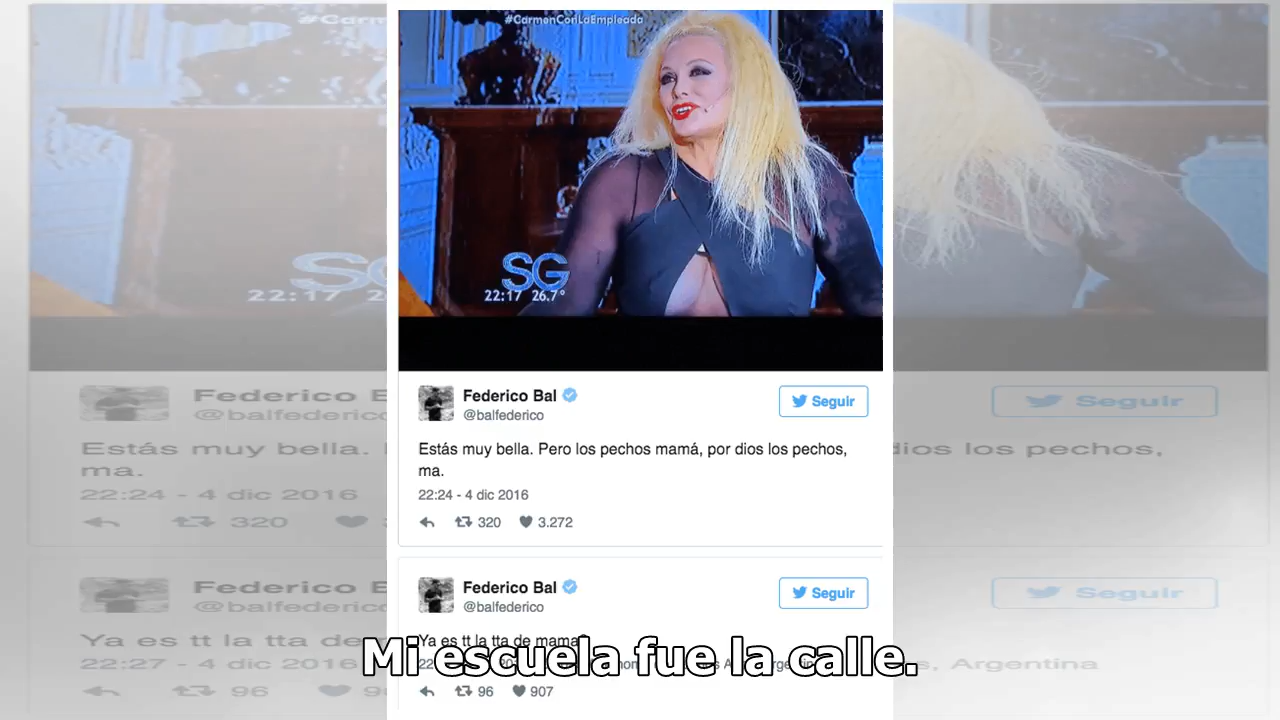 #CarmenConLaEmpleada
SG
22:17 26.7°
Federico Bal
@balfederico
Seguir
Estás muy bella. Pero los pechos mamá, por dios los pechos,
ma.
22:24 - 4 dic 2016
320 3.272
Federico Bal
@balfederico
Seguir
Ya es tt la tta de mama
Mi escuela fue la calle.
96 907